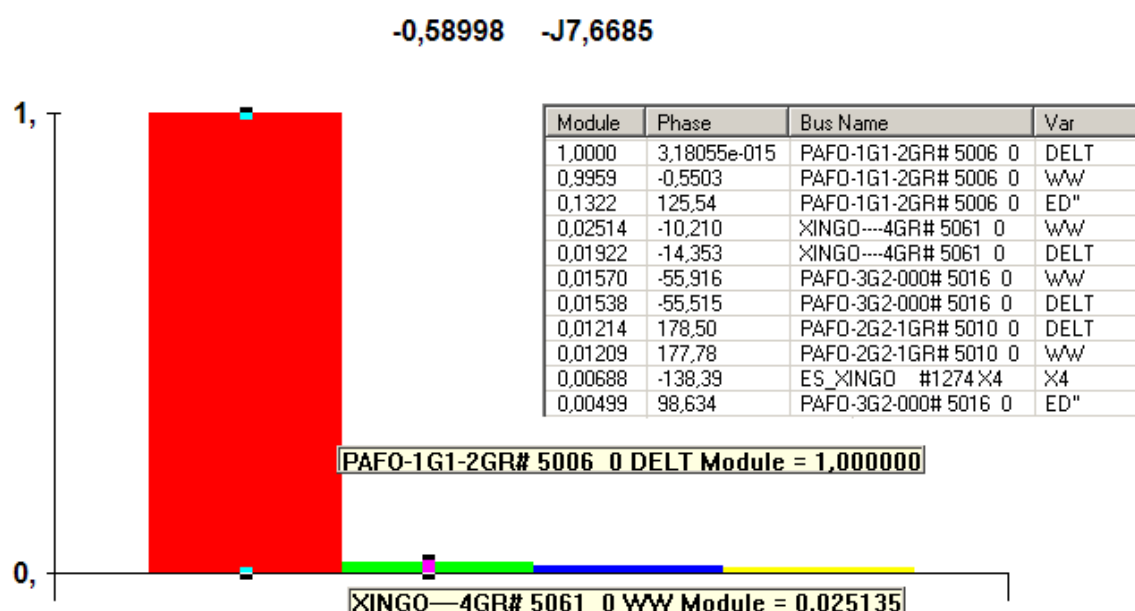 -0,58998 -J7,6685
1,
Module Phase Bus Name Var
1,0000 3,18055e-015 PAFO-1G1-2GR# 5006 0 DELT
0,9959 -0,5503 PAFO-1G1-2GR# 5006 0 WW
0,1322 125,54 PAFO-1G1-2GR# 5006 0 ED"
0,02514 -10,210 XINGO----4GR# 5061 0 WW
0,01922 -14,353 XINGO----4GR# 5061 0 DELT
0,01570 -55,916 PAFO-3G2-000# 5016 0 WW
0,01538 -55,515 PAFO-3G2-000# 5016 0 DELT
0,01214 178,50 PAFO-2G2-1GR# 5010 0 DELT
0,01209 177,78 PAFO-2G2-1GR# 5010 0 WW
0,00688 -138,39 ES_XINGO #1274 X4 X4
0,00499 98,634 PAFO-3G2-000# 5016 0 ED"
PAFO-1G1-2GR# 5006 0 DELT Module = 1,000000
0,
XINGO----4GR# 5061 0 WW Module = 0,025135